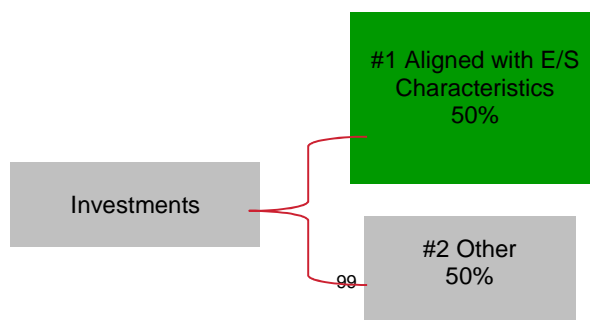 #1 Aligned with E/S
Characteristics
50%
Investments
#2 Other
50%
99